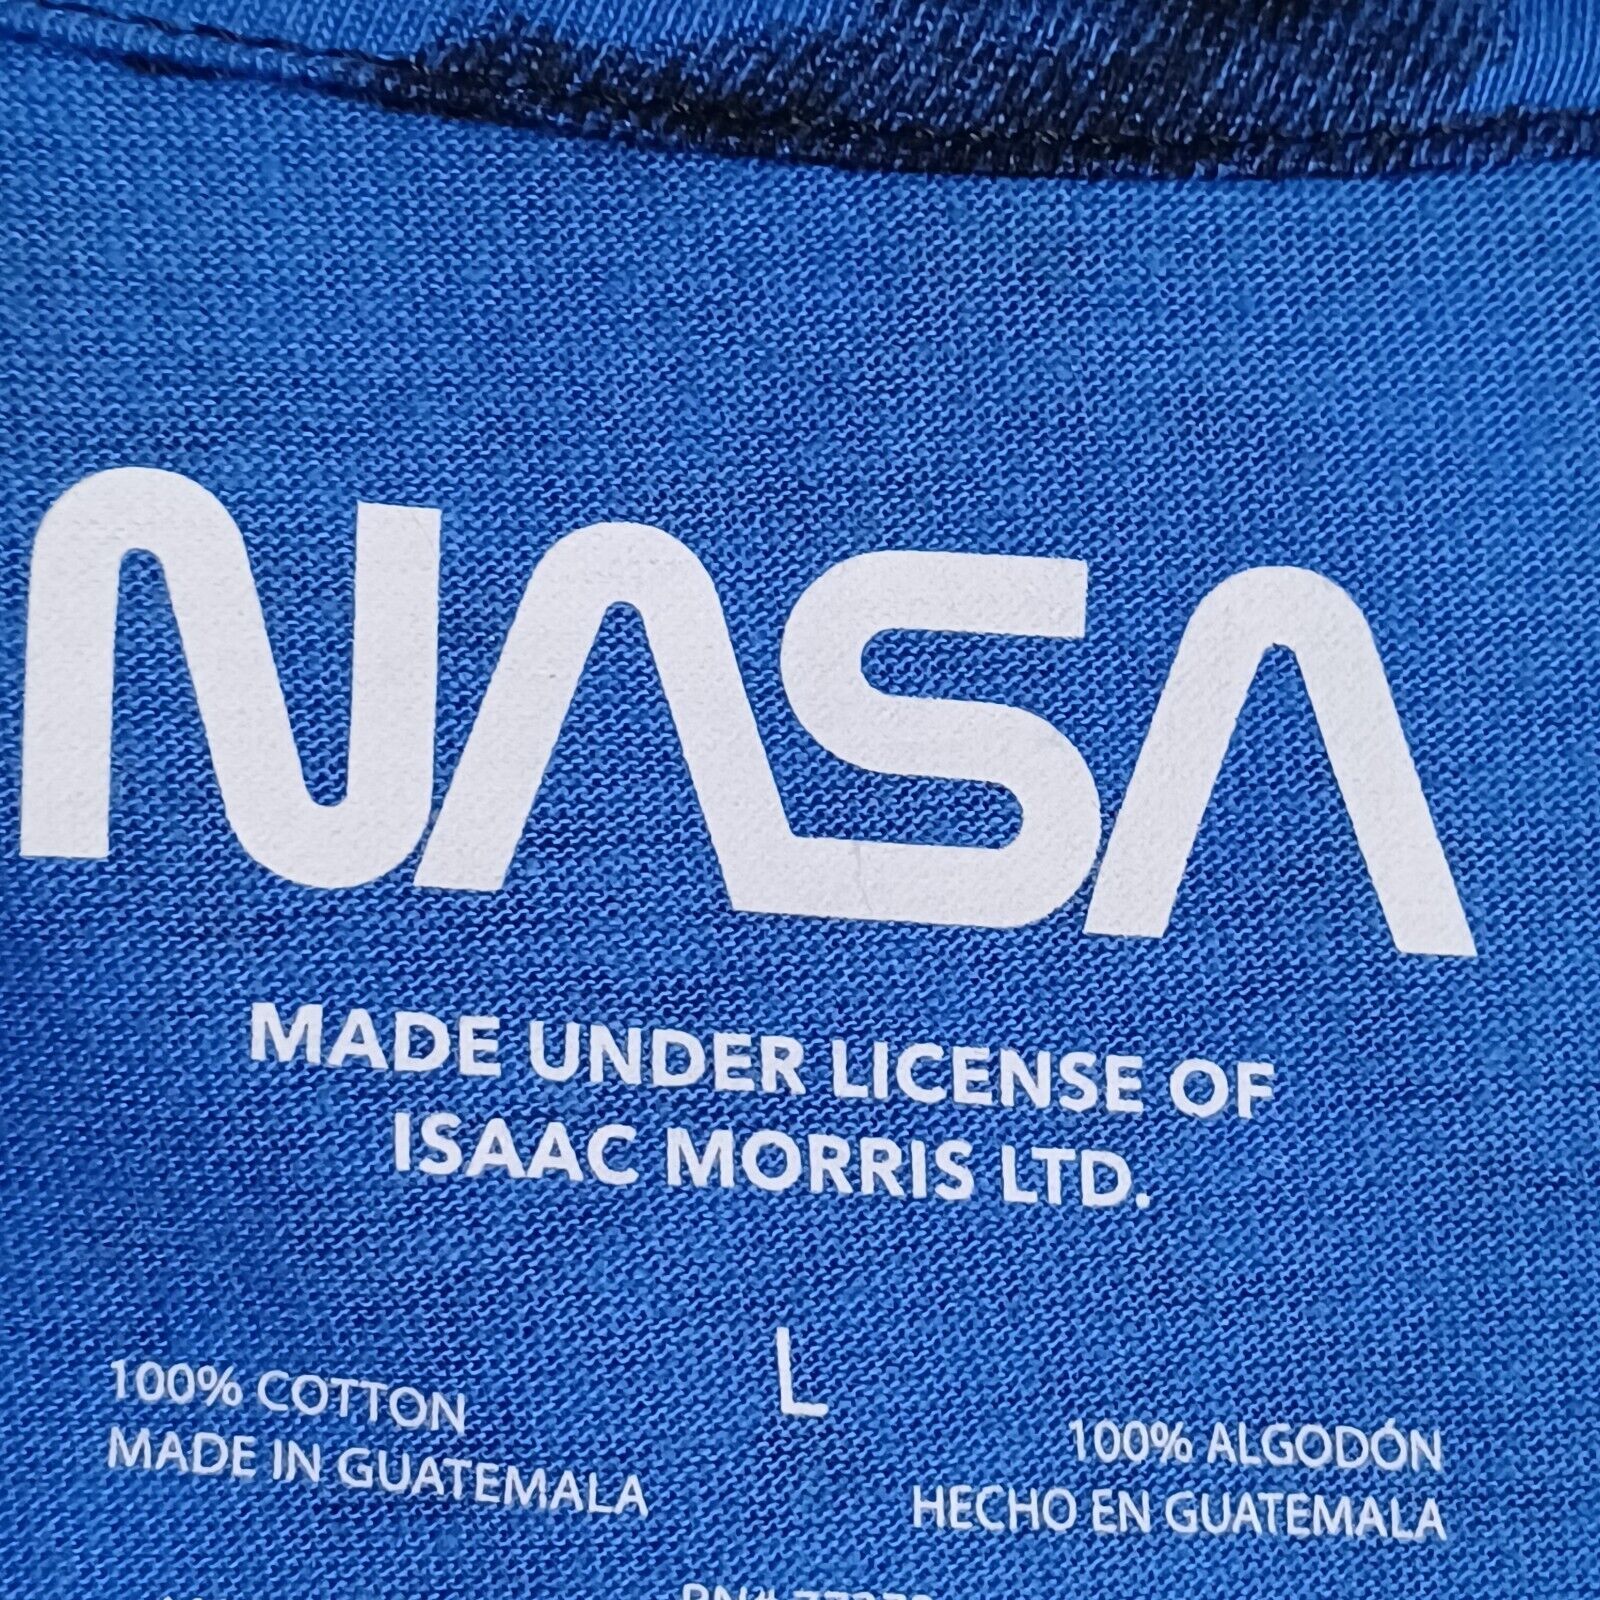 NASA
MADE UNDER LICENSE OF
ISAAC MORRIS LTD.
L
100% COTTON
MADE IN GUATEMALA
100% ALGODÓN
HECHO EN GUATEMALA